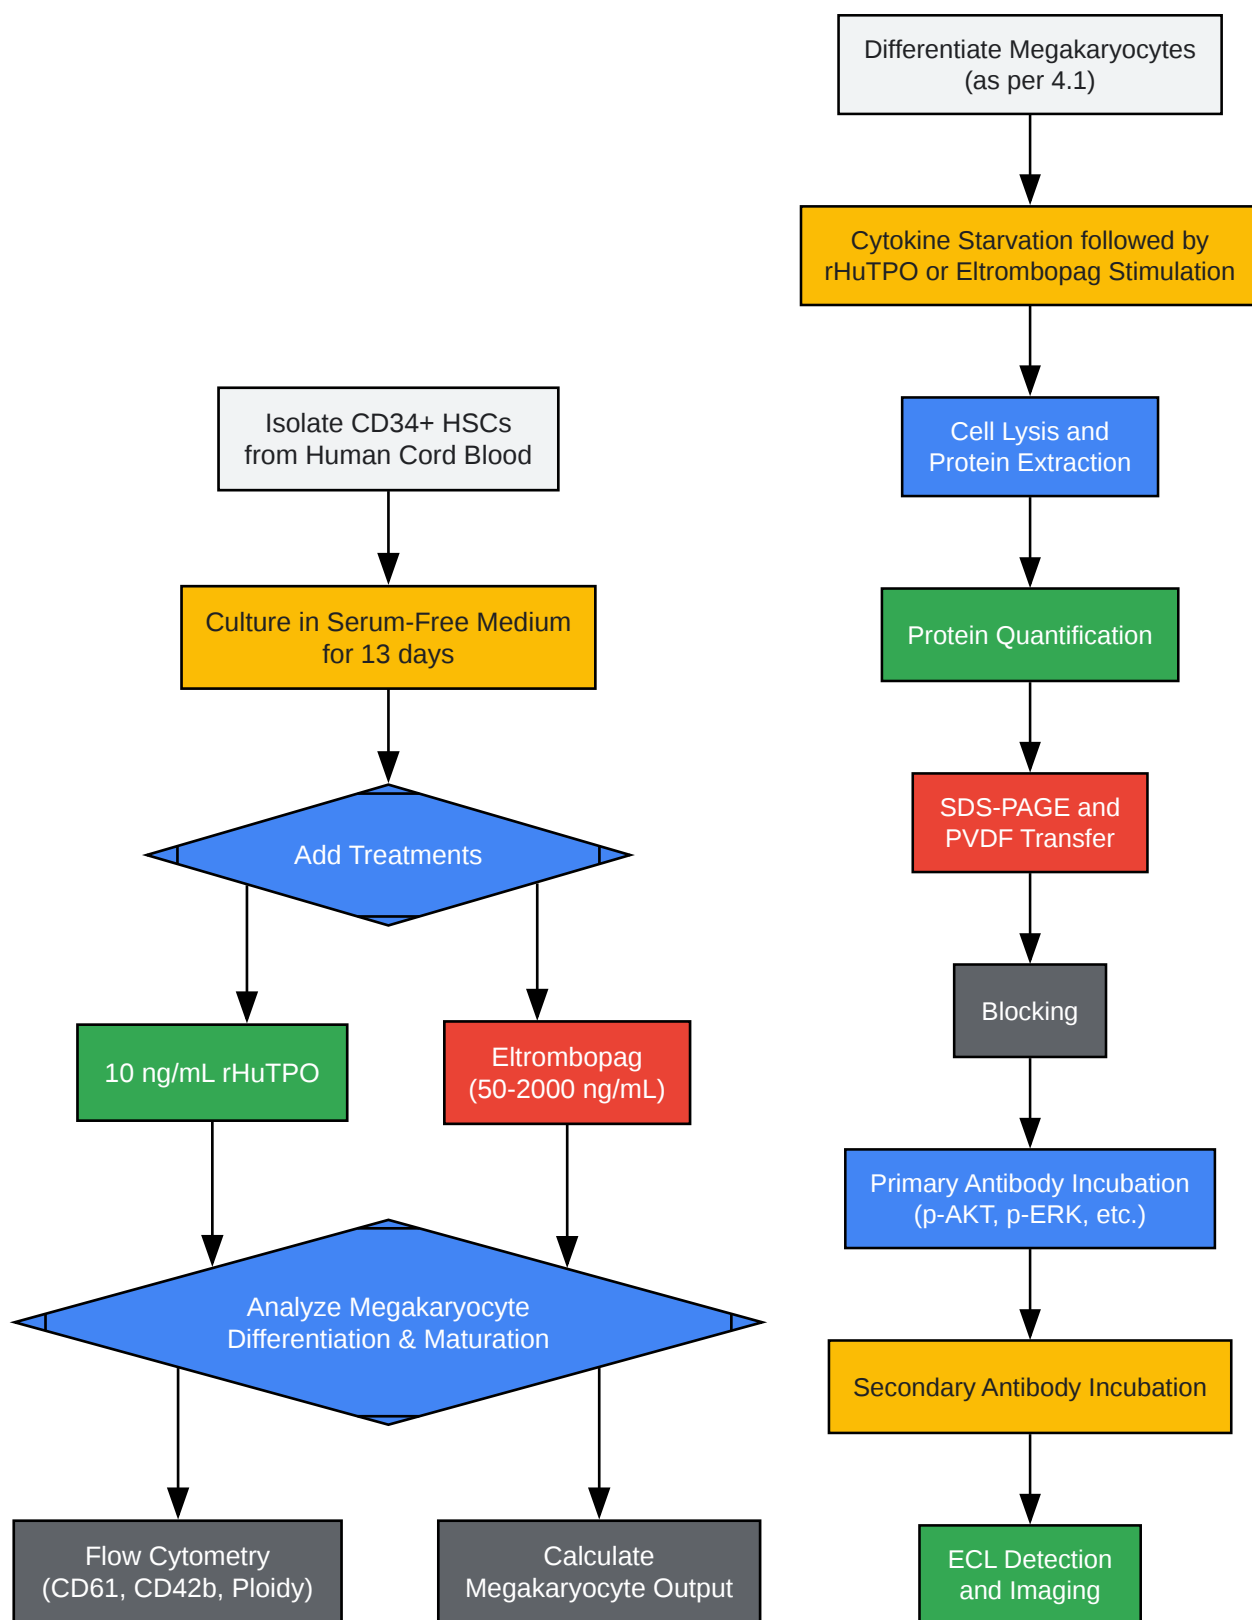 Isolate CD34+ HSCs
from Human Cord Blood
Culture in Serum-Free Medium
for 13 days
Add Treatments
10 ng/mL rHuTPO
Eltrombopag
(50-2000 ng/mL)
Analyze Megakaryocyte
Differentiation & Maturation
Flow Cytometry
(CD61, CD42b, Ploidy)
Calculate
Megakaryocyte Output
Differentiate Megakaryocytes
(as per 4.1)
Cytokine Starvation followed by
rHuTPO or Eltrombopag Stimulation
Cell Lysis and
Protein Extraction
Protein Quantification
SDS-PAGE and
PVDF Transfer
Blocking
Primary Antibody Incubation
(p-AKT, p-ERK, etc.)
Secondary Antibody Incubation
ECL Detection
and Imaging